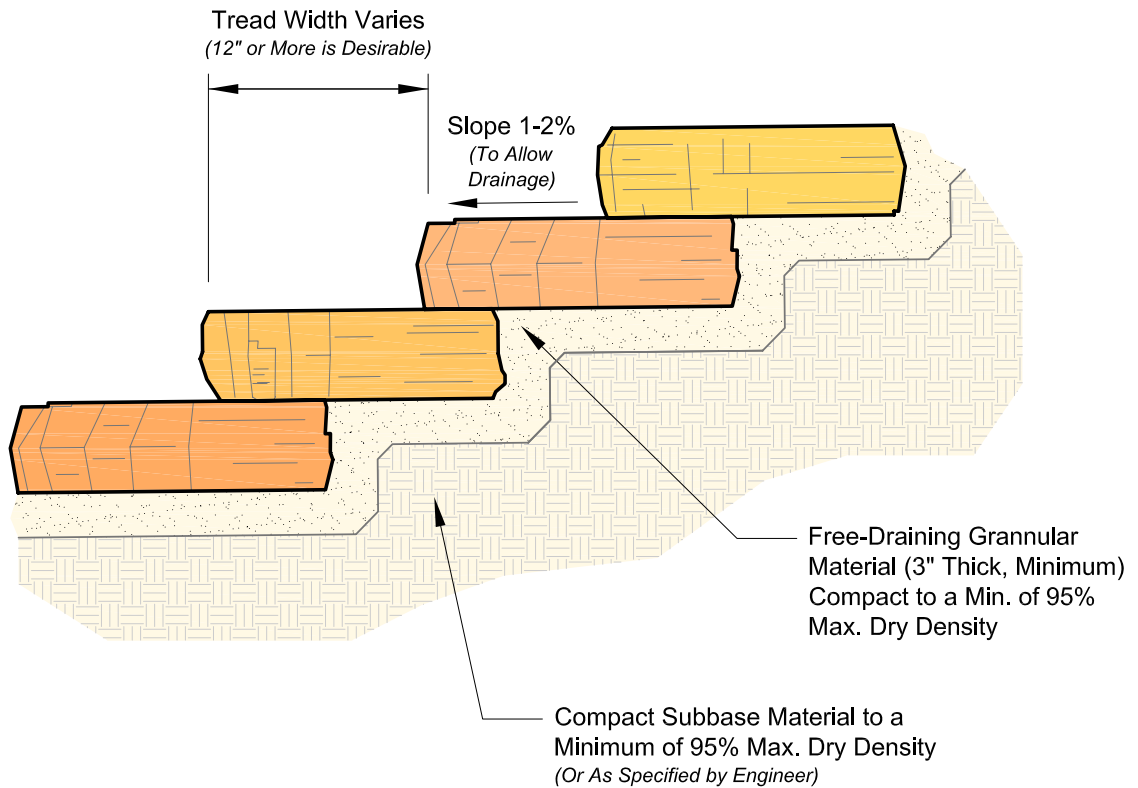 Tread Width Varies
(12" or More is Desirable)
Slope 1-2%
(To Allow
Drainage)
Free-Draining Grannular
Material (3" Thick, Minimum)
Compact to a Min. of 95%
Max. Dry Density
Compact Subbase Material to a
Minimum of 95% Max. Dry Density
(Or As Specified by Engineer)